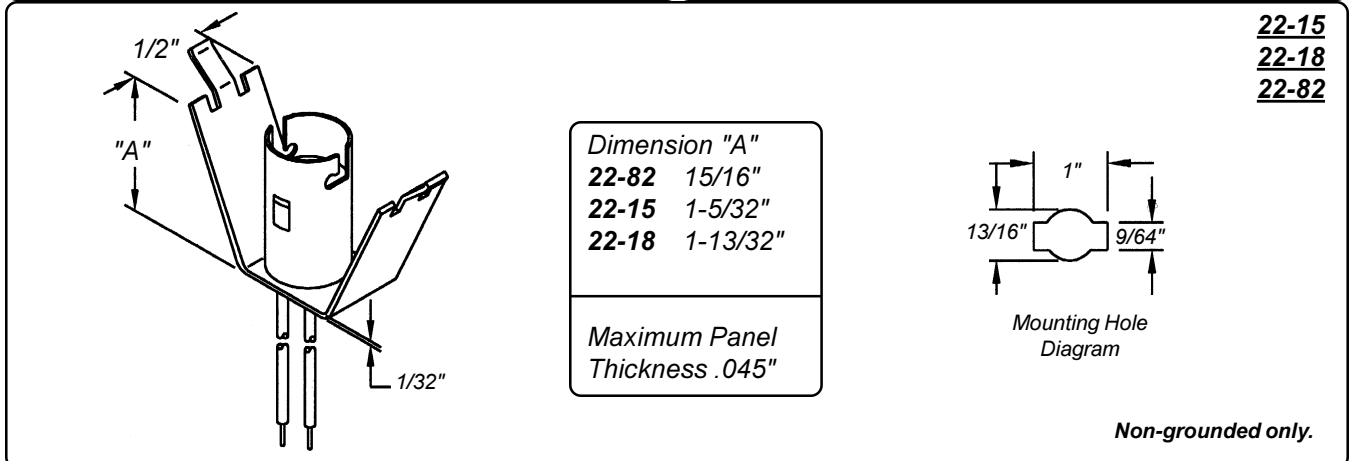 22-15
22-18
22-82
1/2"
"A"
1/32"
Dimension "A"
22-82 15/16"
22-15 1-5/32"
22-18 1-13/32"
Maximum Panel
Thickness .045"
1"
13/16"
9/64"
Mounting Hole
Diagram
Non-grounded only.